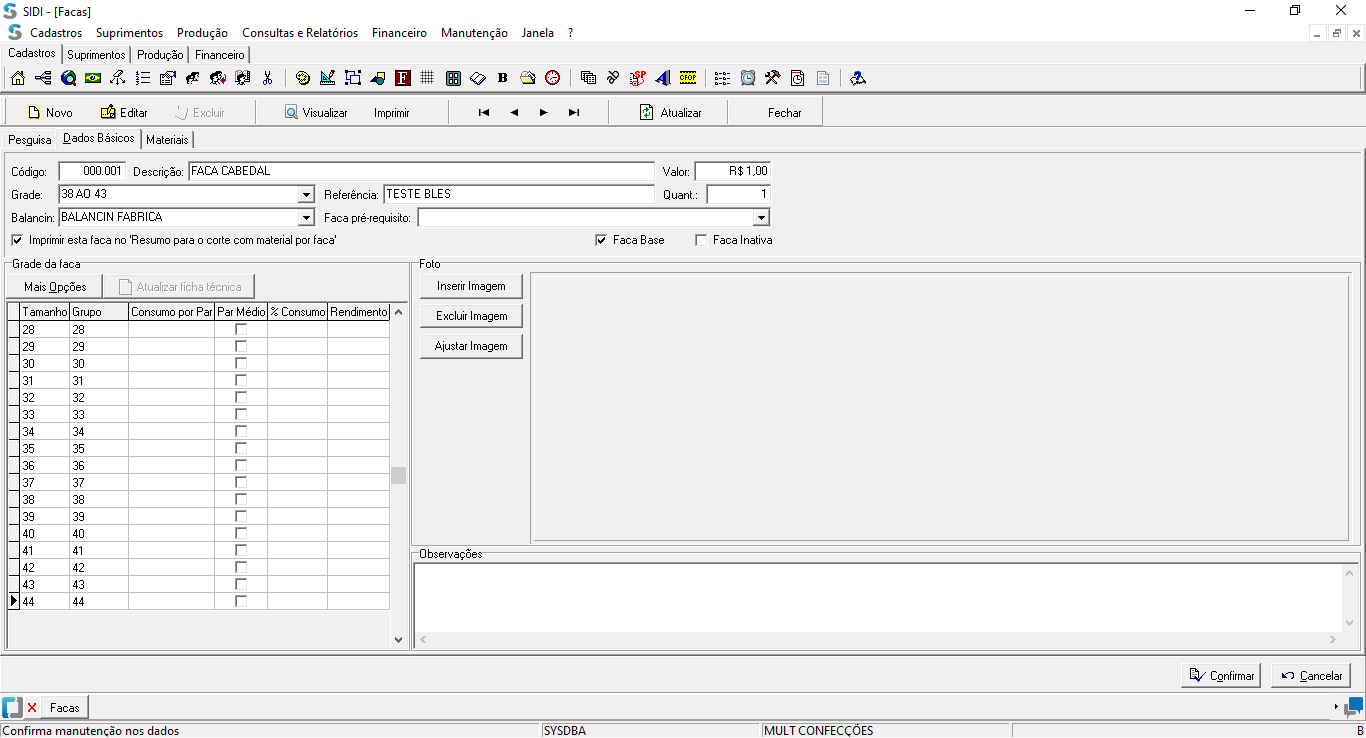 SIDI - [Facas]
Cadastros Suprimentos Produção Consultas e Relatórios Financeiro Manutenção Janela ?
Cadastros Suprimentos Produção Financeiro
F B SP CFOP
Novo Editar Excluir Visualizar Imprimir Atualizar Fechar
Pesquisa Dados Básicos Materiais
Código: 000.001 Descrição: FACA CABEDAL Valor: R$ 1,00
Grade: 38 AO 43 Referência: TESTE BLES Quant.: 1
Balancin: BALANCIN FABRICA Faca pré-requisito:
Imprimir esta faca no 'Resumo para o corte com material por faca' Faca Base Faca Inativa
Grade da faca Foto
Mais Opções Atualizar ficha técnica Inserir Imagem
Excluir Imagem
Ajustar Imagem
Tamanho Grupo Consumo por Par Par Médio % Consumo Rendimento
28 28
29 29
30 30
31 31
32 32
33 33
34 34
35 35
36 36
37 37
38 38
39 39
40 40
41 41
42 42
43 43
44 44
Observações
Confirmar Cancelar
Facas
Confirma manutenção nos dados SYSDBA MULT CONFECÇÕES B